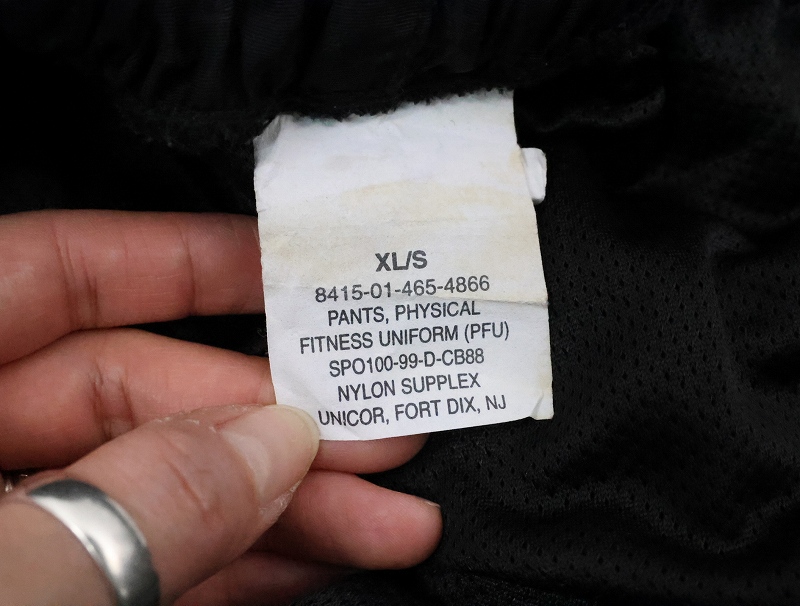 XL/S
8415-01-465-4866
PANTS, PHYSICAL
FITNESS UNIFORM (PFU)
SPO100-99-D-CB88
NYLON SUPPLEX
UNICOR, FORT DIX, NJ